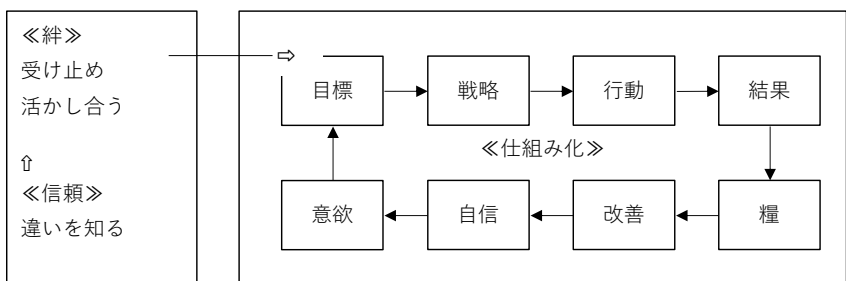 ≪絆≫
受け止め
活かし合う
⇧
≪信頼≫
違いを知る
⇨
目標
戦略
行動
結果
≪仕組み化≫
意欲
自信
改善
糧